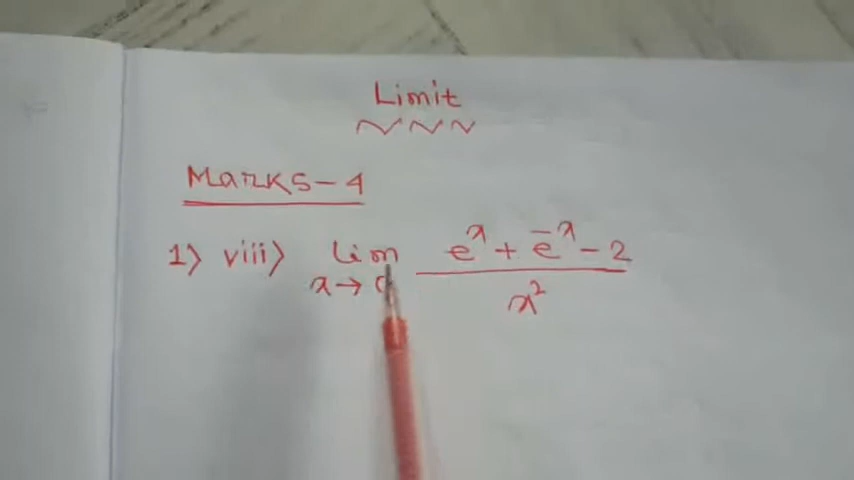 Limit
Marks-4
1) viii) lim x→0 e^x + e^-x - 2 / x^2